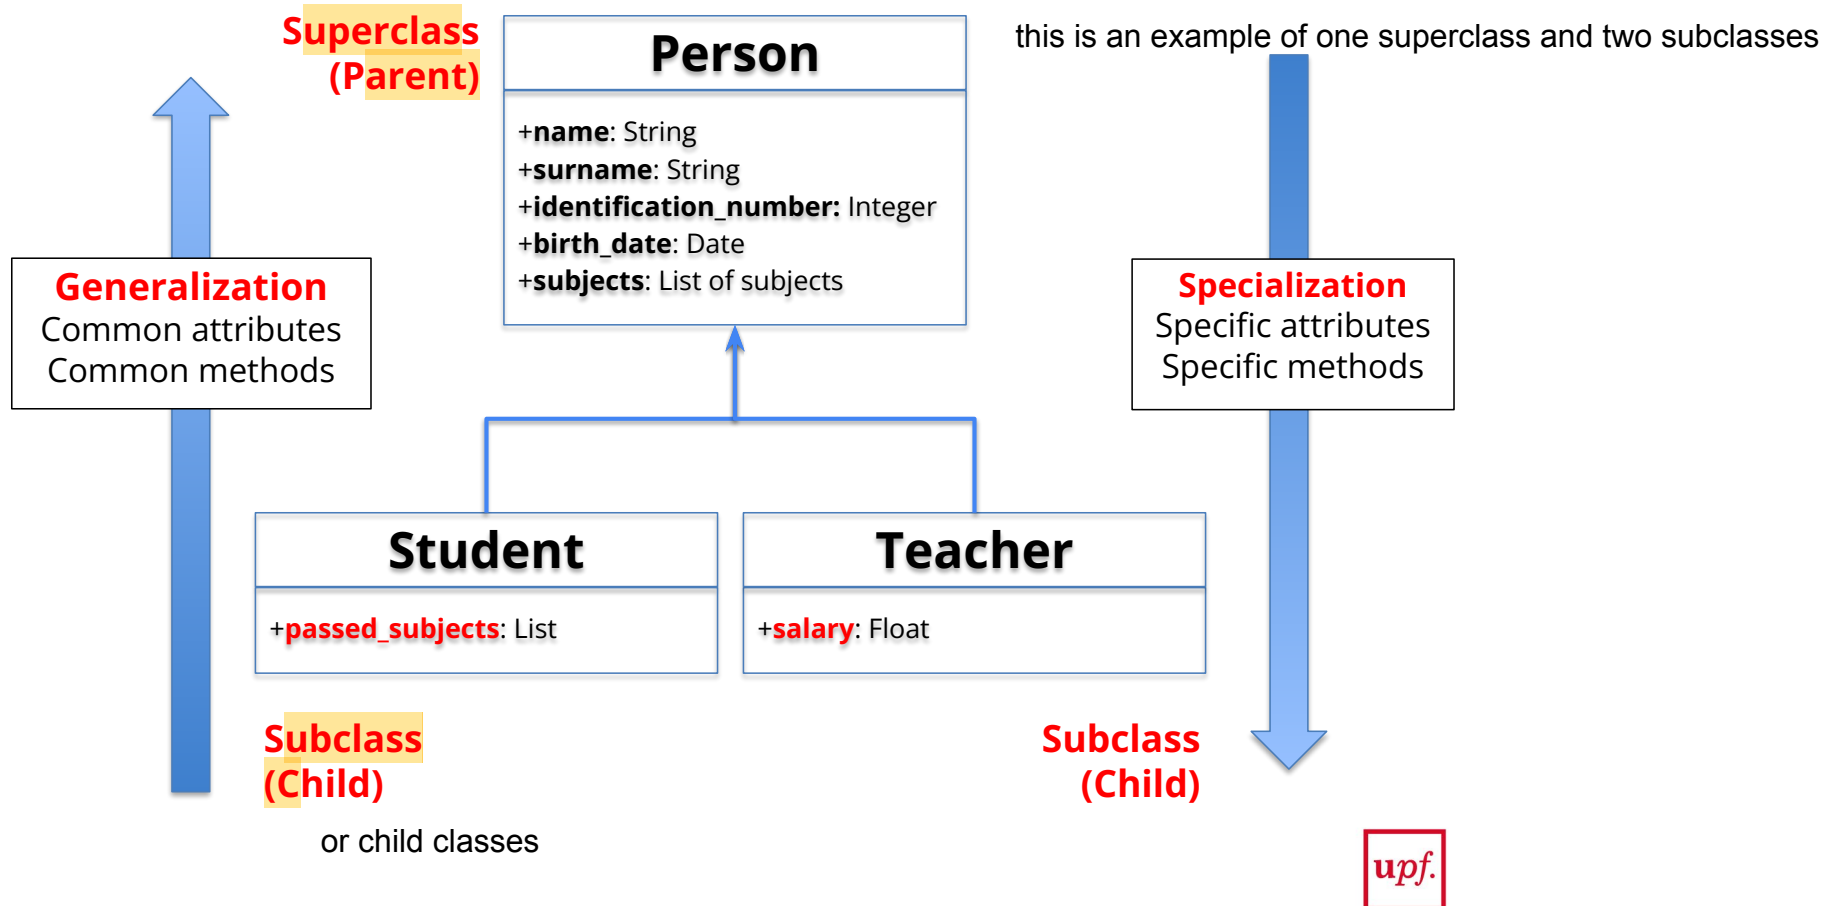 Superclass
(Parent)
Person
this is an example of one superclass and two subclasses
+name: String
+surname: String
+identification_number: Integer
+birth_date: Date
+subjects: List of subjects
Generalization
Common attributes
Common methods
Specialization
Specific attributes
Specific methods
Student
+passed_subjects: List
Teacher
+salary: Float
Subclass
(Child)
or child classes
Subclass
(Child)
upf.